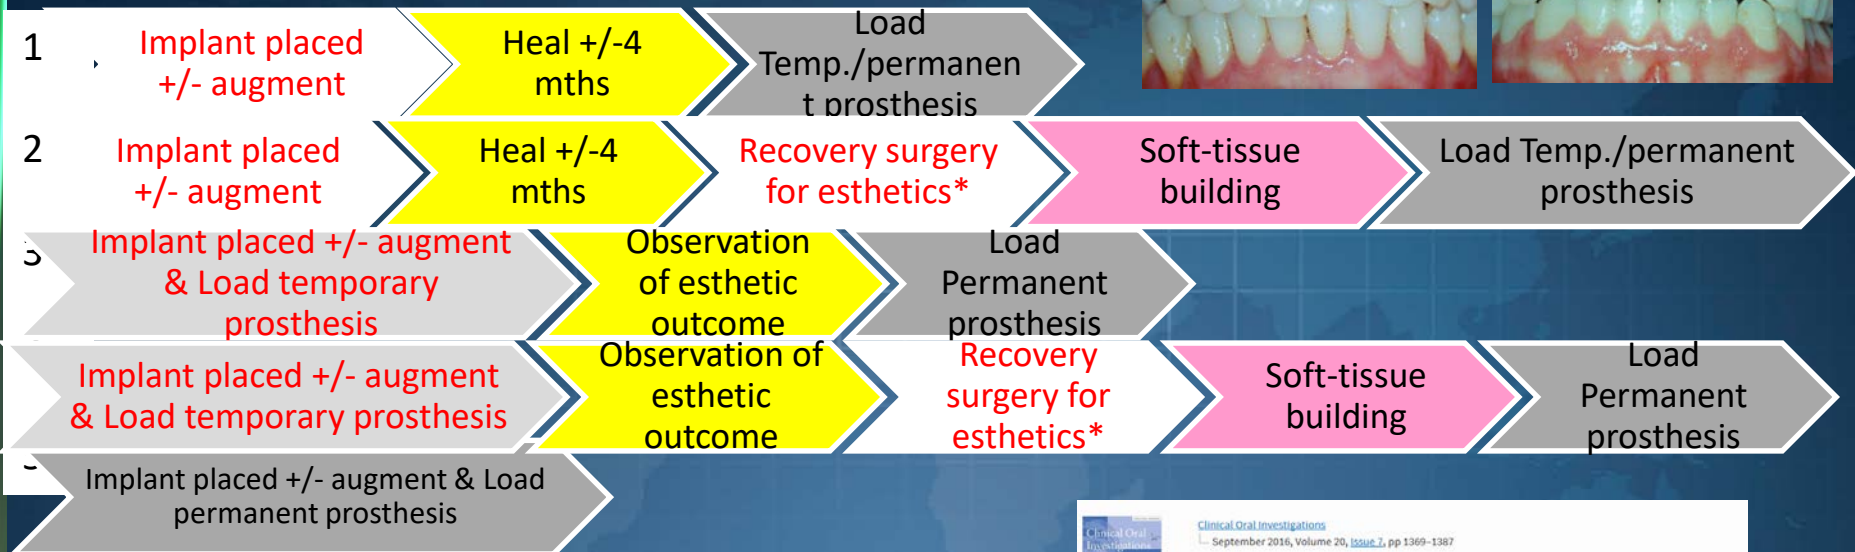 1
Implant placed
+/- augment
Heal +/-4
mths
Load
Temp./permanen
t prosthesis
2
Implant placed
+/- augment
Heal +/-4
mths
Recovery surgery
for esthetics*
Soft-tissue
building
Load Temp./permanent
prosthesis
3
Implant placed +/- augment
& Load temporary
prosthesis
Observation
of esthetic
outcome
Load
Permanent
prosthesis
Implant placed +/- augment
& Load temporary prosthesis
Observation of
esthetic
outcome
Recovery
surgery for
esthetics*
Soft-tissue
building
Load
Permanent
prosthesis
Implant placed +/- augment & Load
permanent prosthesis
Clinical Oral
Investigations
Clinical Oral Investigations
September 2016, Volume 20, Issue 7, pp 1369–1387